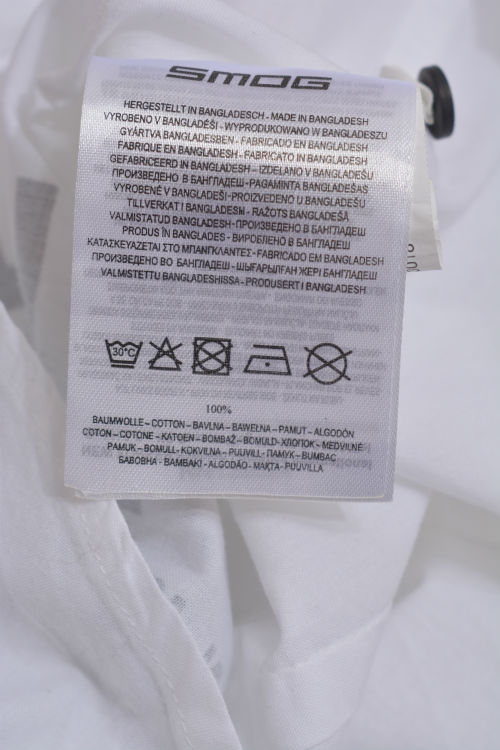 SMOG
HERGESTELLT IN BANGLADESCH - MADE IN BANGLADESH
VYROBENO V BANGLADÉŠI - WYPRODUKOWANO W BANGLADESZU
GYÁRTVA BANGLADESBEN - FABRICADO EN BANGLADESH
FABRIQUE EN BANGLADESH - FABRICATO IN BANGLADESH
GEFABRICEERD IN BANGLADESH - IZDELANO V BANGLADEŠU
ПРОИЗВЕДЕНО В БАНГЛАДЕШ - PAGAMINTA BANGLADEŠAS
VYROBENÉ V BANGLADÉŠI - PROIZVEDENO U BANGLADEŠU
TILLVERKAT I BANGLADESH - RAŽOTS BANGLADEŠĀ
VALMISTATUD BANGLADESH - ПРОИЗВЕДЕНО В БАНГЛАДЕШ
PRODUS ÎN BANGLADES - ВИРОБЛЕНО В БАНГЛАДЕШ
ΚΑΤΑΣΚΕΥΑΖΕΤΑΙ ΣΤΟ ΜΠΑΝΓΚΛΑΝΤΕΣ - FABRICADO EM BANGLADESH
ПРОИЗВЕДЕНО ВО БАНГЛАДЕШ - ШЫҒАРЫЛҒАН ЖЕРІ БАНГЛАДЕШ
VALMISTETTU BANGLADESHISSA - PRODUSERT I BANGLADESH
30°C
100%
BAUMWOLLE ~ COTTON - BAVLNA - BAWEŁNA ~ PAMUT - ALGODÓN
COTON ~ COTONE - KATOEN - BOMBAŽ ~ BOMULD - ХЛОПОК - MEDVILNĖ
PAMUK ~ BOMULL - KOKVILNA ~ PUUVILL - ПАМУК ~ BUMBAC
БАВОВНА - ΒΑΜΒΑΚΙ - ALGODÃO - МАҚТА - PUUVILLA